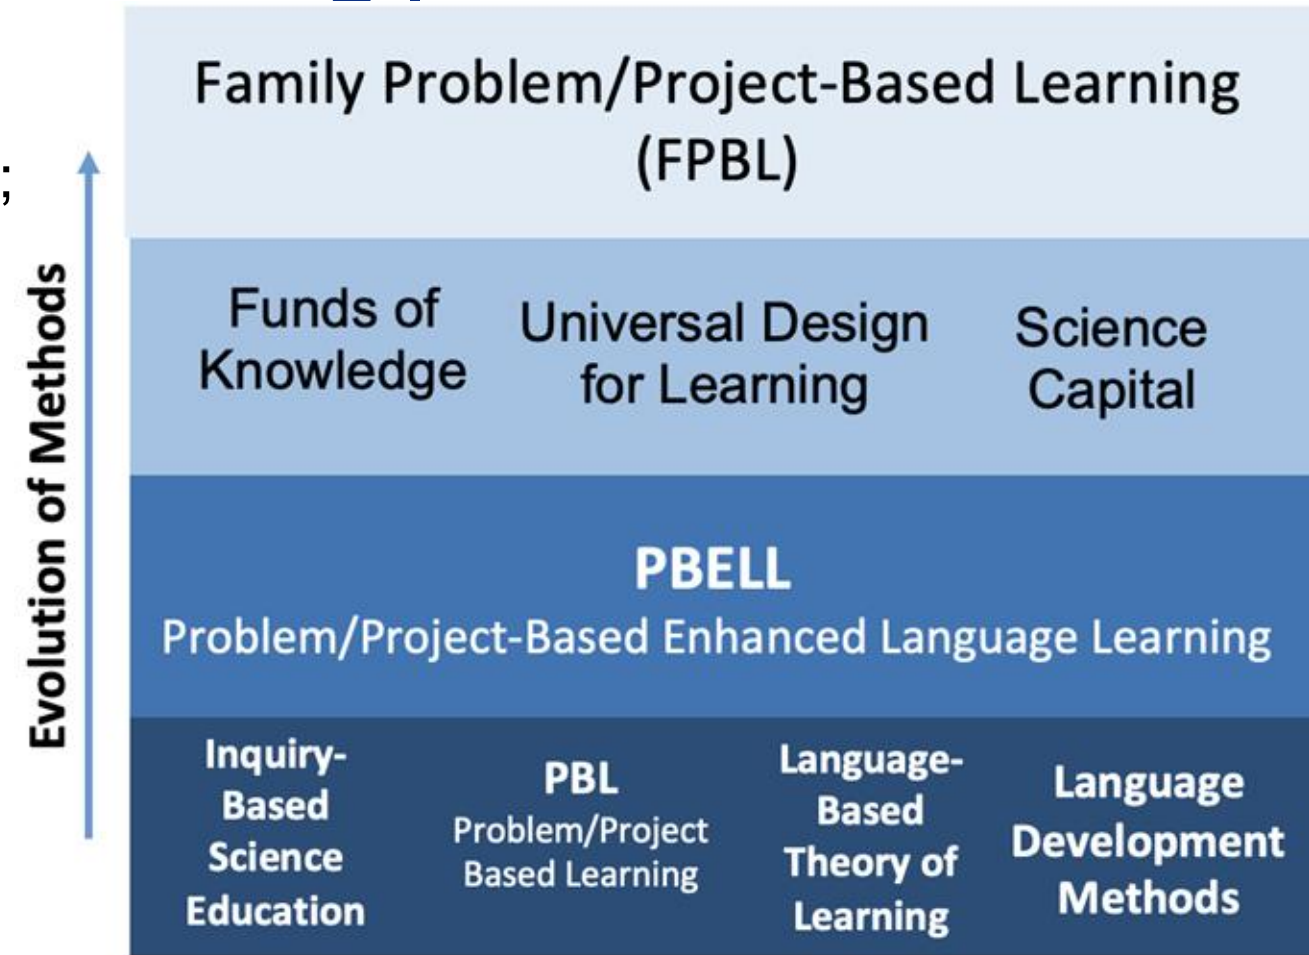 Family Problem/Project-Based Learning
(FPBL)
;
Evolution of Methods
Funds of
Knowledge
Universal Design
for Learning
Science
Capital
PBELL
Problem/Project-Based Enhanced Language Learning
Inquiry-
Based
Science
Education
PBL
Problem/Project
Based Learning
Language-
Based
Theory of
Learning
Language
Development
Methods